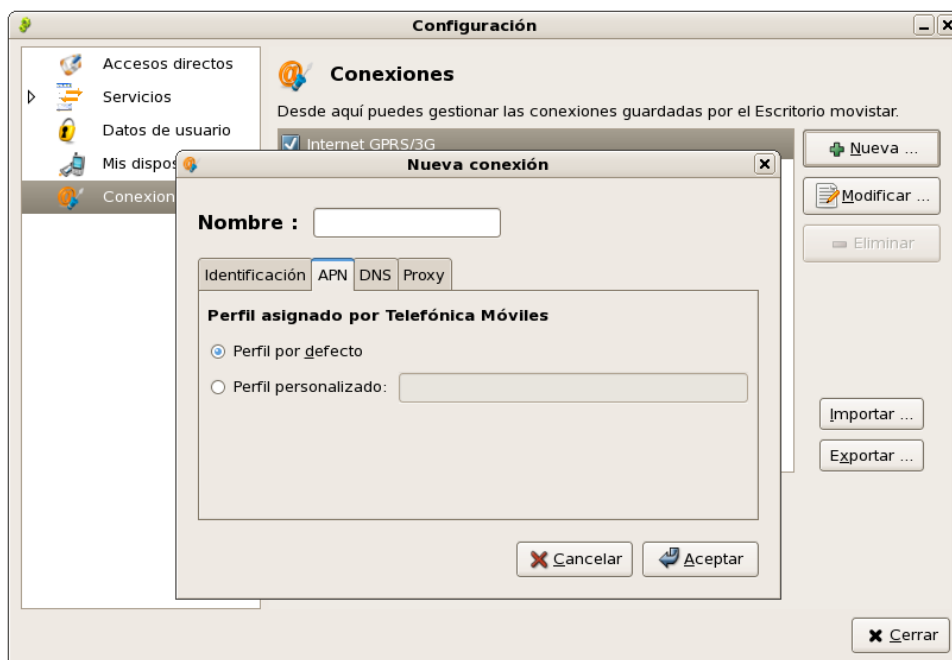 Configuración
Accesos directos
Servicios
Datos de usuario
Mis dispos
Conexion
Conexiones
Desde aquí puedes gestionar las conexiones guardadas por el Escritorio movistar.
Internet GPRS/3G
Nueva ...
Modificar ...
Eliminar
Importar ...
Exportar ...
Nueva conexión
Nombre :
Identificación APN DNS Proxy
Perfil asignado por Telefónica Móviles
Perfil por defecto
Perfil personalizado:
Cancelar Aceptar
Cerrar